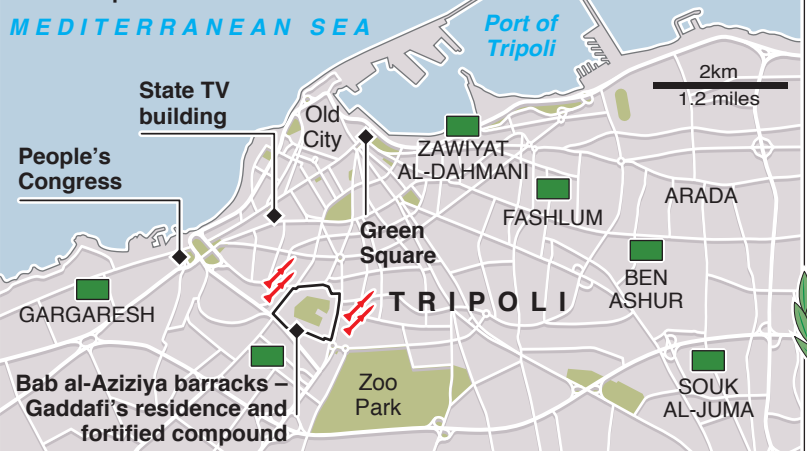 MEDITERRANEAN SEA
Port of
Tripoli
2km
1.2 miles
State TV
building
Old
City
People's
Congress
ZAWIYAT
AL-DAHMANI
FASHLUM
ARADA
Green
Square
BEN
ASHUR
TRIPOLI
GARGARESH
Bab al-Aziziya barracks –
Gaddafi's residence and
fortified compound
Zoo
Park
SOUK
AL-JUMA